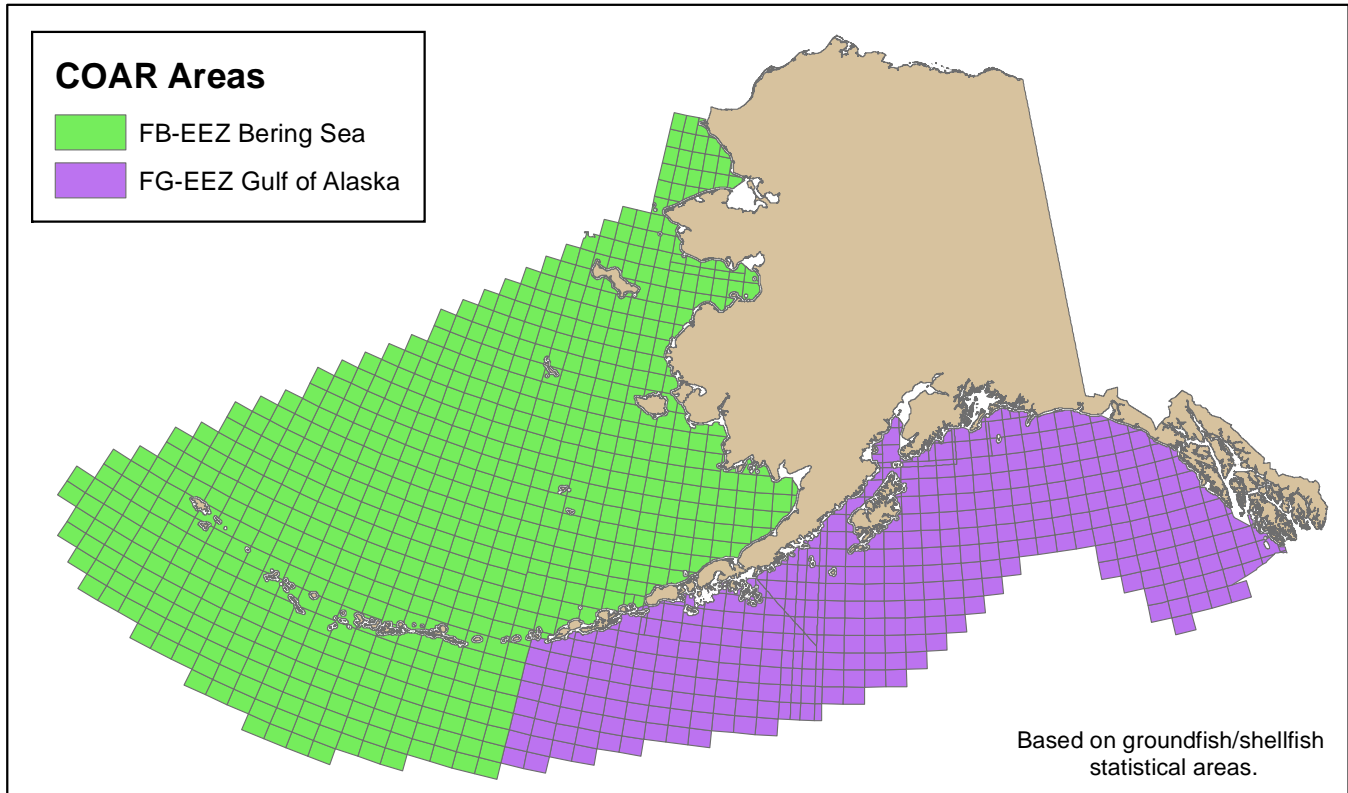 COAR Areas
FB-EEZ Bering Sea
FG-EEZ Gulf of Alaska
Based on groundfish/shellfish
statistical areas.